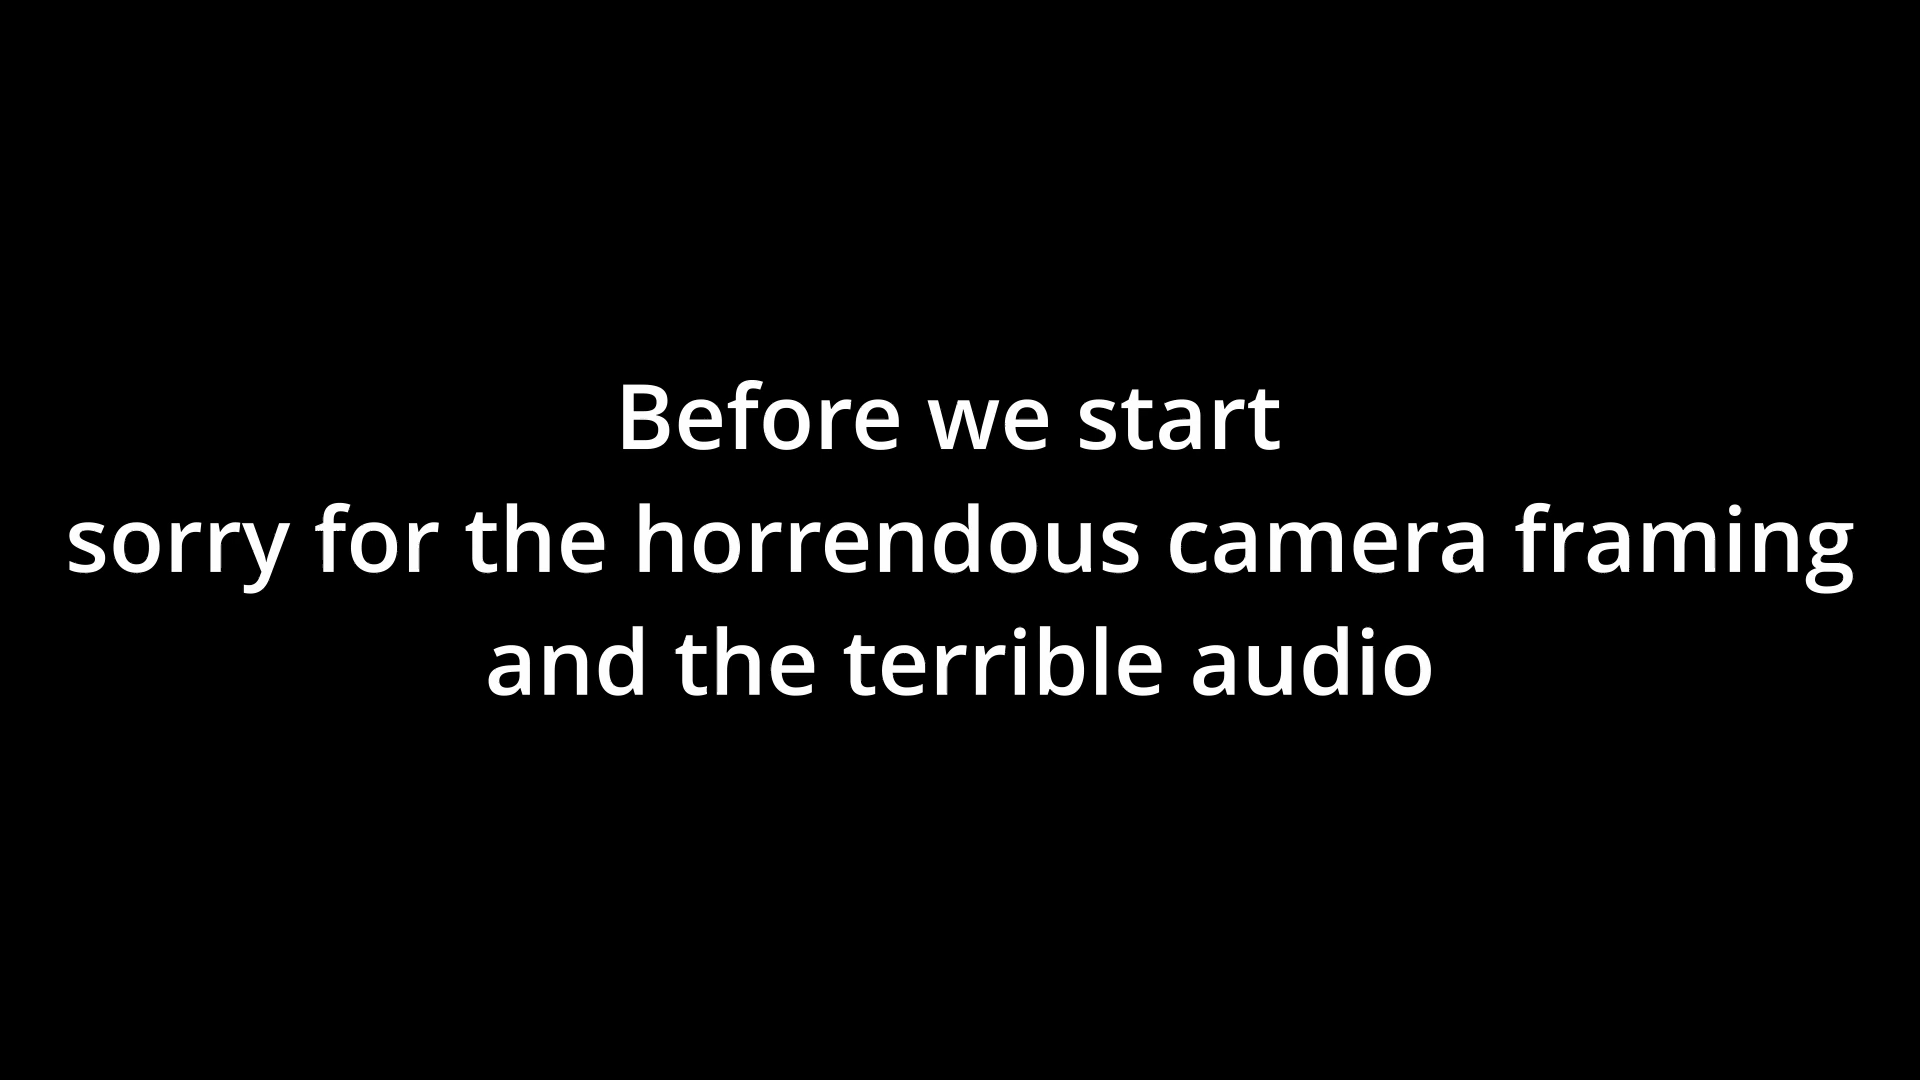 Before we start
sorry for the horrendous camera framing
and the terrible audio